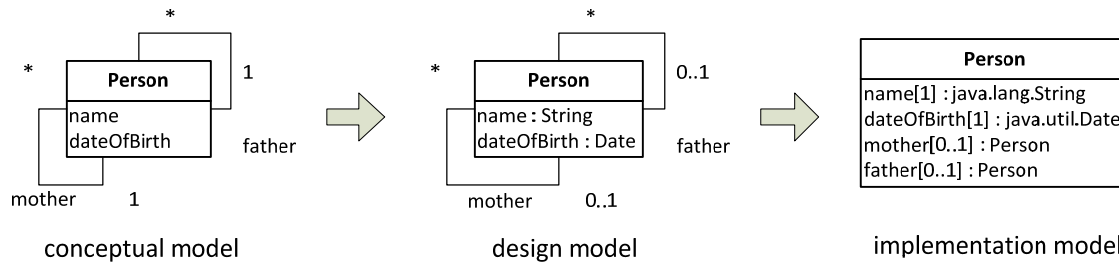 *
*
Person
1
name
dateOfBirth
father
mother
1
conceptual model
*
*
Person
0..1
name : String
dateOfBirth : Date
father
mother
0..1
design model
Person
name[1] : java.lang.String
dateOfBirth[1] : java.util.Date
mother[0..1] : Person
father[0..1] : Person
implementation model